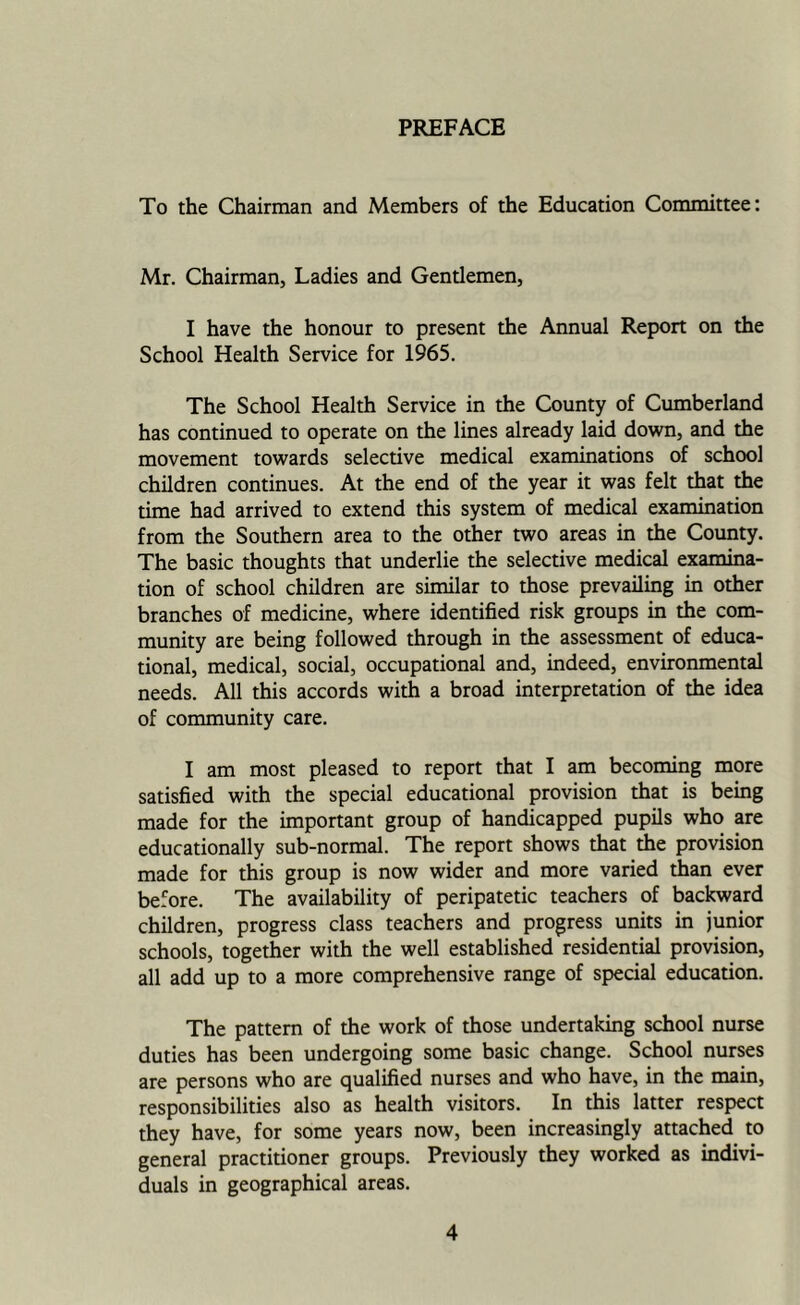 PREFACE
To the Chairman and Members of the Education Committee:
Mr. Chairman, Ladies and Gentlemen,
I have the honour to present the Annual Report on the
School Health Service for 1965.
The School Health Service in the County of Cumberland
has continued to operate on the lines already laid down, and the
movement towards selective medical examinations of school
children continues. At the end of the year it was felt that the
time had arrived to extend this system of medical examination
from the Southern area to the other two areas in the County.
The basic thoughts that underlie the selective medical examina-
tion of school children are similar to those prevailing in other
branches of medicine, where identified risk groups in the com-
munity are being followed through in the assessment of educa-
tional, medical, social, occupational and, indeed, environmental
needs. All this accords with a broad interpretation of the idea
of community care.
I am most pleased to report that I am becoming more
satisfied with the special educational provision that is being
made for the important group of handicapped pupils who are
educationally sub-normal. The report shows that the provision
made for this group is now wider and more varied than ever
before. The availability of peripatetic teachers of backward
children, progress class teachers and progress units in junior
schools, together with the well established residential provision,
all add up to a more comprehensive range of special education.
The pattern of the work of those undertaking school nurse
duties has been undergoing some basic change. School nurses
are persons who are qualified nurses and who have, in the main,
responsibilities also as health visitors. In this latter respect
they have, for some years now, been increasingly attached to
general practitioner groups. Previously they worked as indivi-
duals in geographical areas.
4